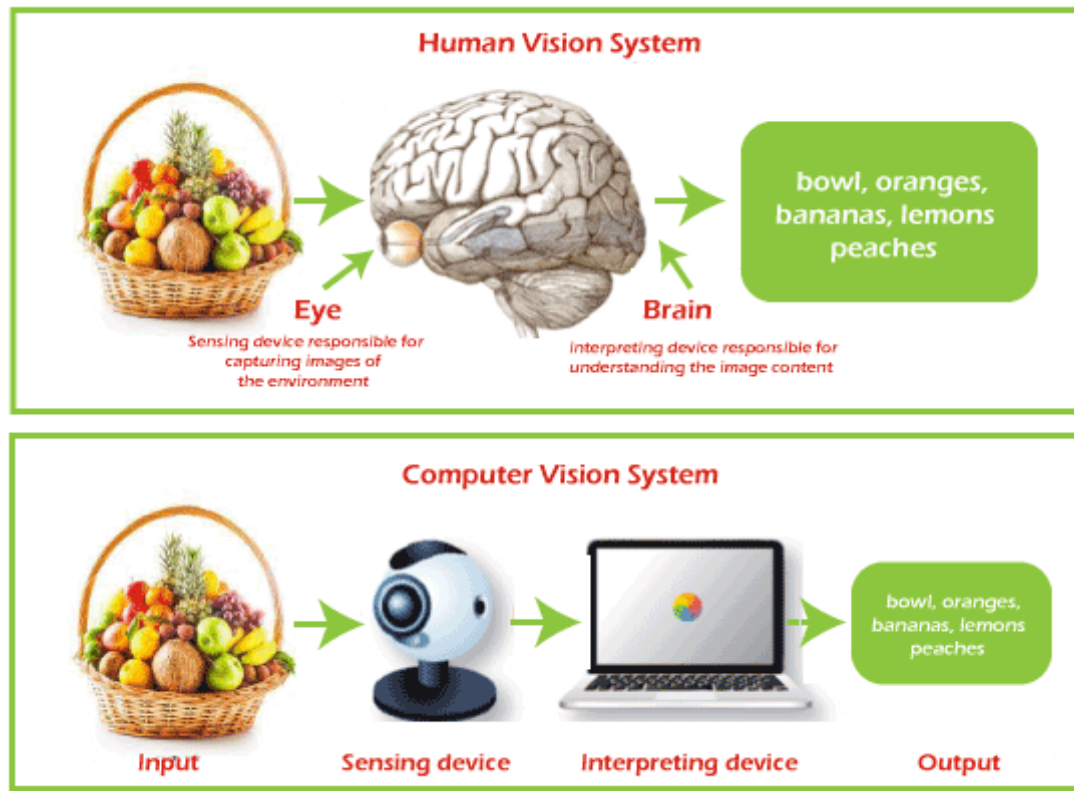 Human Vision System
bowl, oranges,
bananas, lemons
peaches
Eye
Sensing device responsible for
capturing images of
the environment
Brain
Interpreting device responsible for
understanding the image content
Computer Vision System
bowl, oranges,
bananas, lemons
peaches
Input
Sensing device
Interpreting device
Output